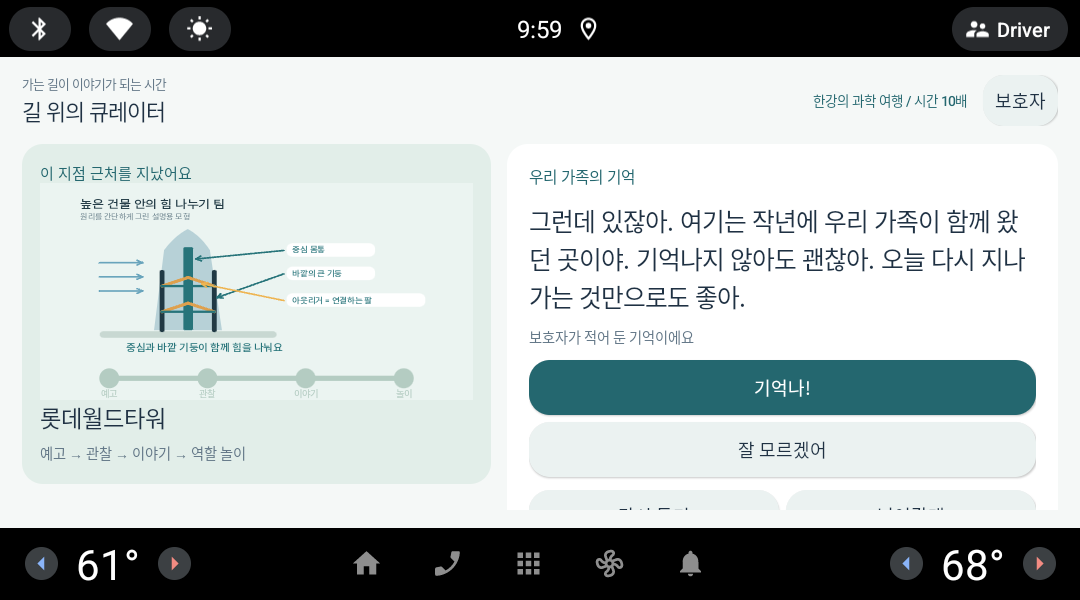 9:59
Driver
가는 길이 이야기가 되는 시간
길 위의 큐레이터
한강의 과학 여행 / 시간 10배
보호자
이 지점 근처를 지났어요
높은 건물 안의 힘 나누기 팀
원리를 간단하게 그린 설명용 모형
중심 몸통
바깥의 큰 기둥
아웃리거 = 연결하는 팔
중심과 바깥 기둥이 함께 힘을 나눠요
예고
관찰
이야기
놀이
롯데월드타워
예고 → 관찰 → 이야기 → 역할 놀이
우리 가족의 기억
그런데 있잖아. 여기는 작년에 우리 가족이 함께 왔
던 곳이야. 기억나지 않아도 괜찮아. 오늘 다시 지나
가는 것만으로도 좋아.
보호자가 적어 둔 기억이에요
기억나!
잘 모르겠어
61°
68°